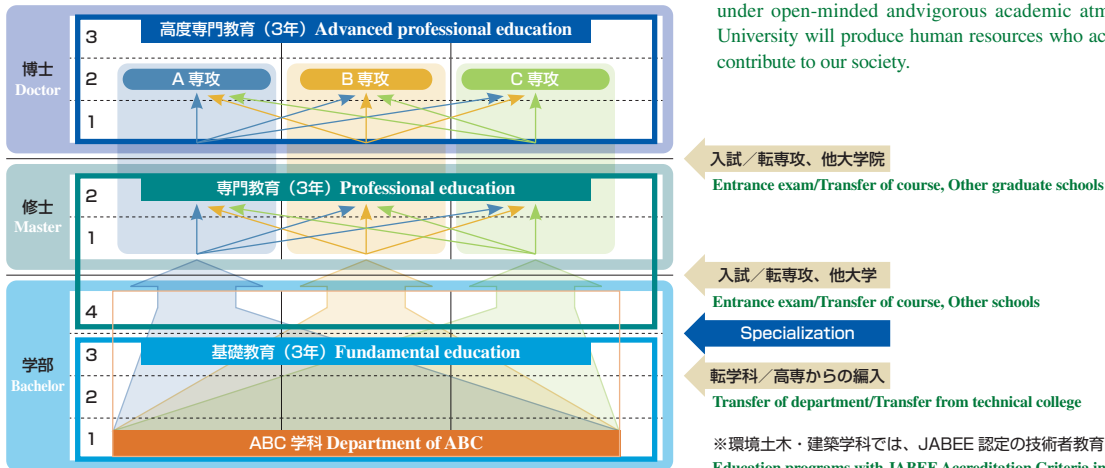 under open-minded andvigorous academic atm
University will produce human resources who ac
contribute to our society.
3
高度専門教育（3年）Advanced professional education
博士
Doctor
2
A 専攻
B 専攻
C 専攻
1
入試／転専攻、他大学院
Entrance exam/Transfer of course, Other graduate schools
修士
Master
2
専門教育（3年）Professional education
1
入試／転専攻、他大学
Entrance exam/Transfer of course, Other schools
4
Specialization
学部
Bachelor
3
基礎教育（3年）Fundamental education
転学科／高専からの編入
Transfer of department/Transfer from technical college
2
1
ABC 学科 Department of ABC
※環境土木・建築学科では、JABEE 認定の技術者教育
Education programs with JABEE Accreditation Criteria in